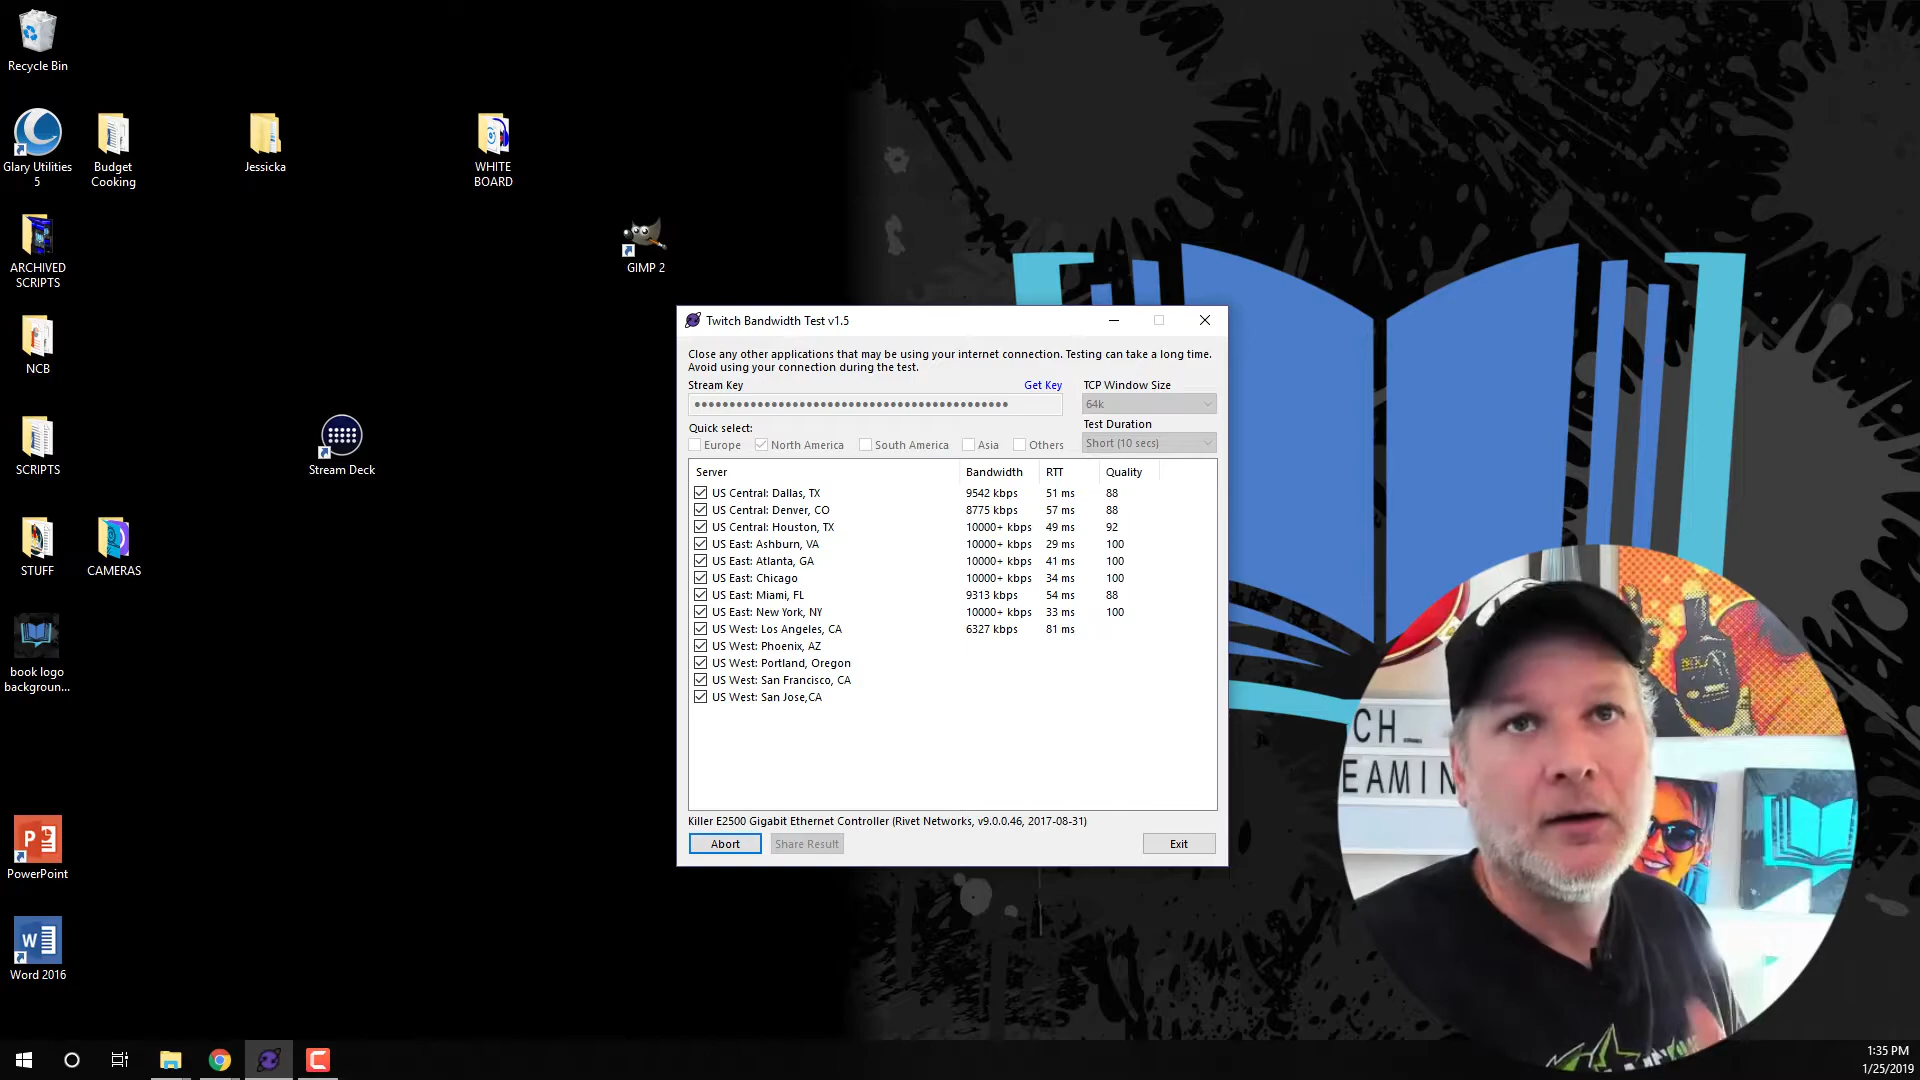 Recycle Bin
Glary Utilities
5
Budget
Cooking
Jessicka
WHITE
BOARD
ARCHIVED
SCRIPTS
GIMP 2
NCB
SCRIPTS
Stream Deck
STUFF
CAMERAS
book logo
backgroun...
PowerPoint
Word 2016
Twitch Bandwidth Test v1.5
Close any other applications that may be using your internet connection. Testing can take a long time.
Avoid using your connection during the test.
Stream Key Get Key TCP Window Size
64k
Quick select: Test Duration
Europe North America South America Asia Others Short (10 secs)
Server Bandwidth RTT Quality
US Central: Dallas, TX 9542 kbps 51 ms 88
US Central: Denver, CO 8775 kbps 57 ms 88
US Central: Houston, TX 10000+ kbps 49 ms 92
US East: Ashburn, VA 10000+ kbps 29 ms 100
US East: Atlanta, GA 10000+ kbps 41 ms 100
US East: Chicago 10000+ kbps 34 ms 100
US East: Miami, FL 9313 kbps 54 ms 88
US East: New York, NY 10000+ kbps 33 ms 100
US West: Los Angeles, CA 6327 kbps 81 ms
US West: Phoenix, AZ
US West: Portland, Oregon
US West: San Francisco, CA
US West: San Jose,CA
Killer E2500 Gigabit Ethernet Controller (Rivet Networks, v9.0.0.46, 2017-08-31)
Abort Share Result Exit
CH_
EAMIN
1:35 PM
1/25/2019